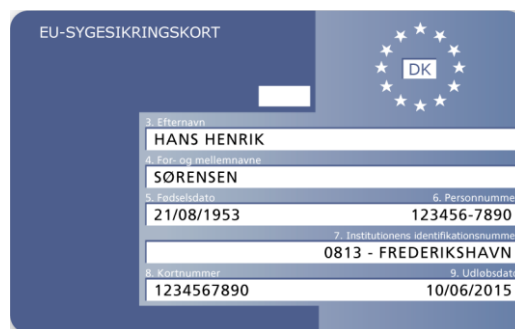 EU-SYGESIKRINGSKORT
DK
3. Efternavn
HANS HENRIK
4. For- og mellemnavne
SØRENSEN
5. Fødselsdato 6. Personnumme
21/08/1953 123456-7890
7. Institutionens identifikationsnumme
0813 - FREDERIKSHAVN
8. Kortnummer 9. Udløbsdato
1234567890 10/06/2015